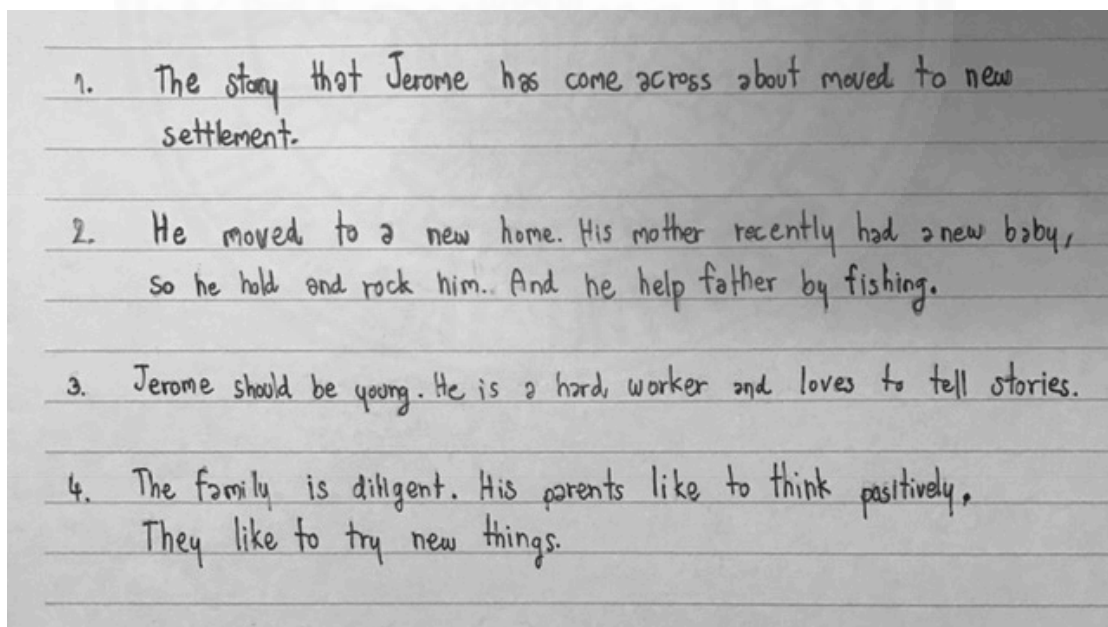 1. The story that Jerome has come across about moved to new
settlement.
2. He moved to a new home. His mother recently had a new baby,
so he hold and rock him.. And he help father by fishing.
3. Jerome should be young. He is a hard worker and loves to tell stories.
4. The family is diligent. His parents like to think positively.
They like to try new things.